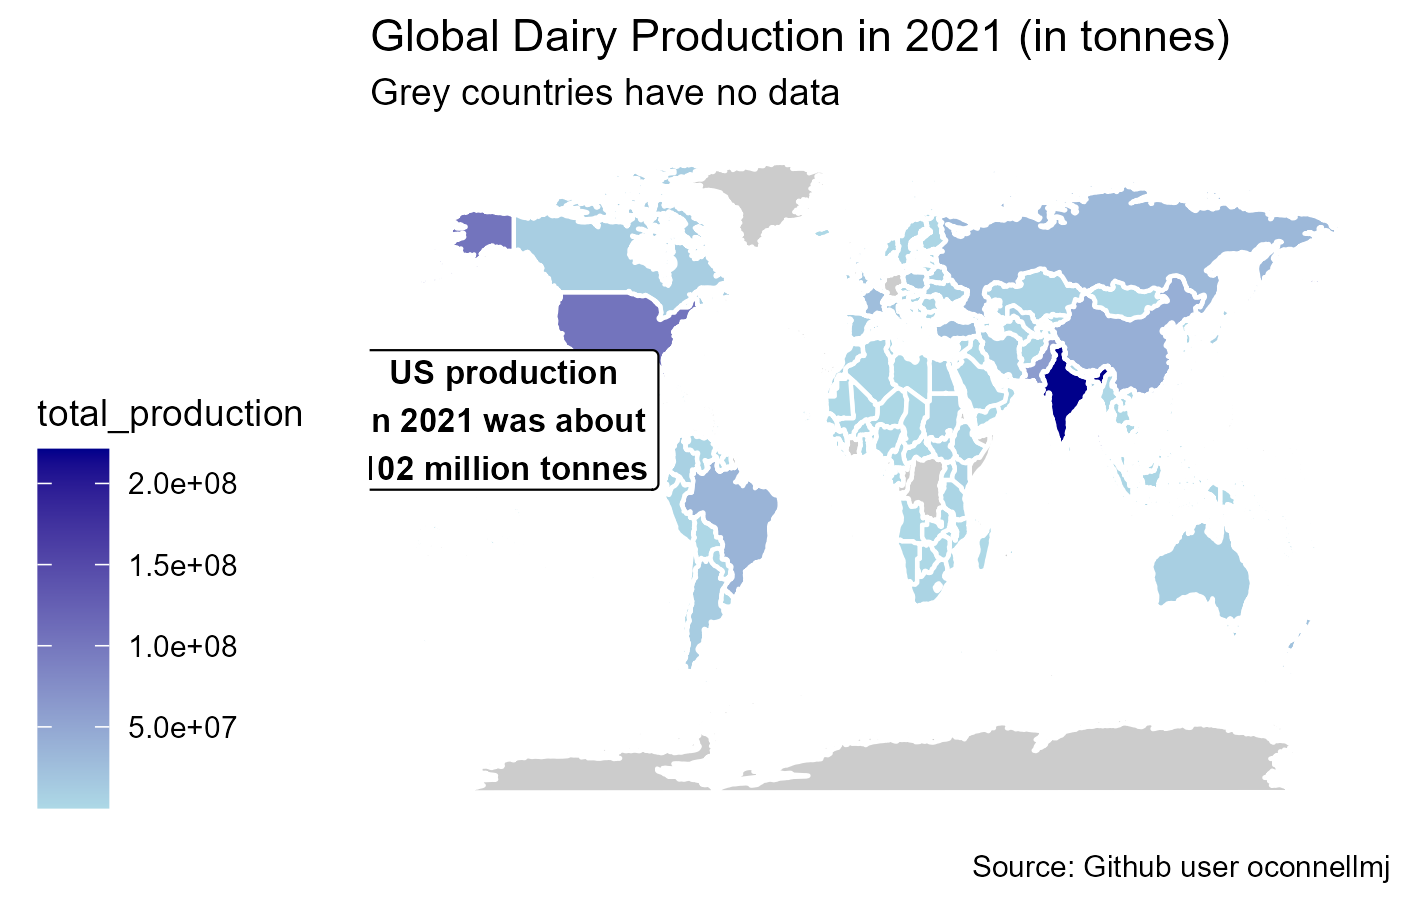 Global Dairy Production in 2021 (in tonnes)
Grey countries have no data
US production
n 2021 was about
102 million tonnes
total_production
2.0e+08
1.5e+08
1.0e+08
5.0e+07
Source: Github user oconnellmj